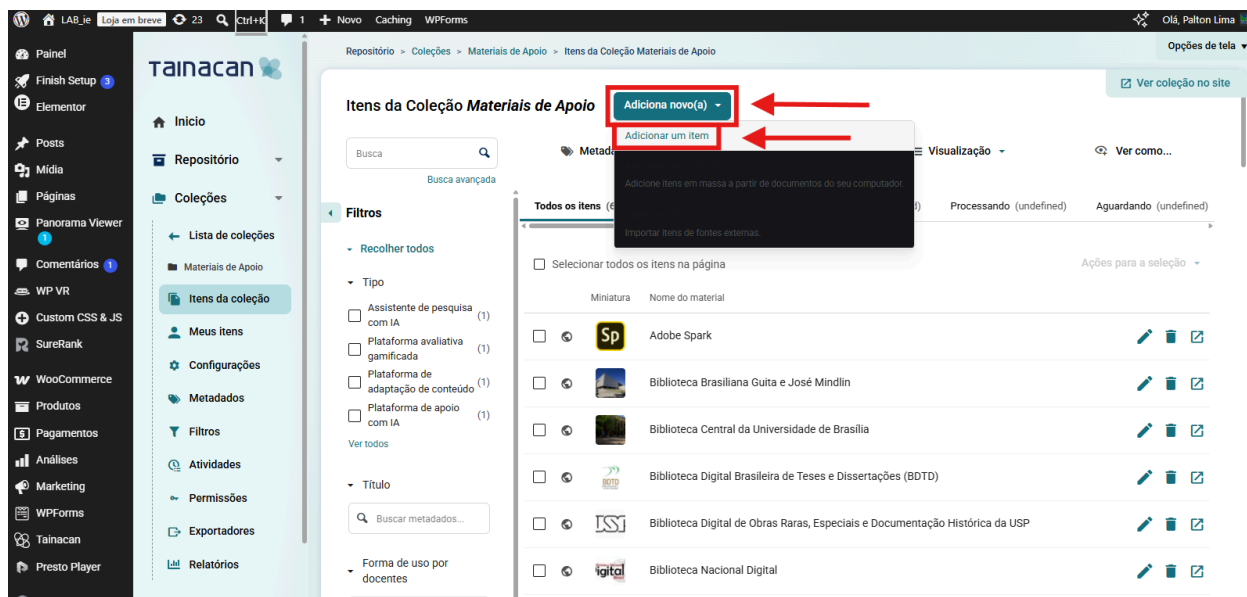 LAB_ie Loja em breve 23 Ctrl+K 1 Novo Caching WPForms Olá, Palton Lima
Painel
Finish Setup 3
Elementor
Posts
Mídia
Páginas
Panorama Viewer
1
Comentários 1
WP VR
Custom CSS & JS
SureRank
WooCommerce
Produtos
Pagamentos
Análises
Marketing
WPForms
Tainacan
Presto Player
Tainacan
Inicio
Repositório
Coleções
Lista de coleções
Materiais de Apoio
Itens da coleção
Meus itens
Configurações
Metadados
Filtros
Atividades
Permissões
Exportadores
Relatórios
Repositório > Coleções > Materiais de Apoio > Itens da Coleção Materiais de Apoio
Opções de tela
Ver coleção no site
Itens da Coleção Materiais de Apoio
Adiciona novo(a)
Adicionar um item
Adicione itens em massa a partir de documentos do seu computador.
Importar itens de fontes externas.
Busca
Busca avançada
Visualização
Ver como...
Filtros
Recolher todos
Tipo
Assistente de pesquisa com IA (1)
Plataforma avaliativa gamificada (1)
Plataforma de adaptação de conteúdo (1)
Plataforma de apoio com IA (1)
Ver todos
Título
Buscar metadados...
Forma de uso por docentes
Todos os itens
Processando (undefined)
Aguardando (undefined)
Selecionar todos os itens na página
Ações para a seleção
Miniatura Nome do material
Sp Adobe Spark
Biblioteca Brasiliana Guita e José Mindlin
Biblioteca Central da Universidade de Brasília
BDTD Biblioteca Digital Brasileira de Teses e Dissertações (BDTD)
Biblioteca Digital de Obras Raras, Especiais e Documentação Histórica da USP
Biblioteca Nacional Digital